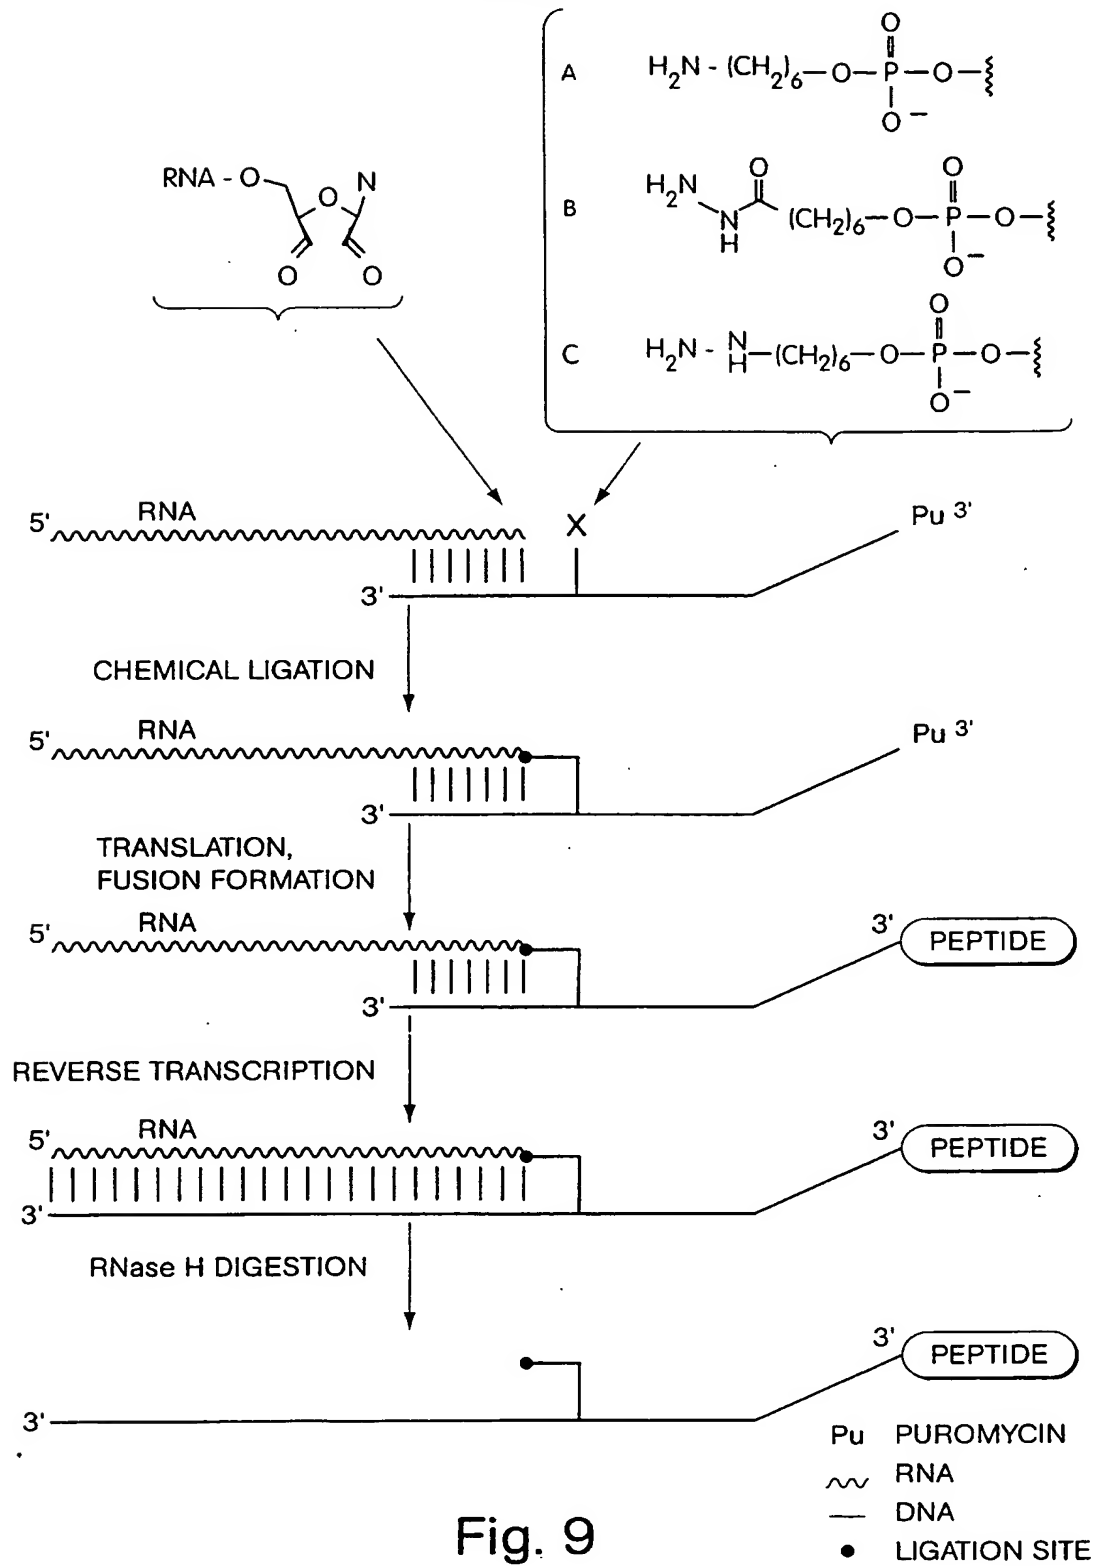 A H₂N - (CH₂)₆—O—P—O—
O
O⁻
RNA - O O N
O O
B H₂N N H O (CH₂)₆—O—P—O—
O
O⁻
C H₂N - N H —(CH₂)₆—O—P—O—
O
O⁻
5' RNA X Pu 3'
3'
CHEMICAL LIGATION
5' RNA Pu 3'
3'
TRANSLATION,
FUSION FORMATION
5' RNA 3' PEPTIDE
3'
REVERSE TRANSCRIPTION
5' RNA 3' PEPTIDE
3'
RNase H DIGESTION
3' PEPTIDE
3'
Pu PUROMYCIN
RNA
DNA
LIGATION SITE
Fig. 9